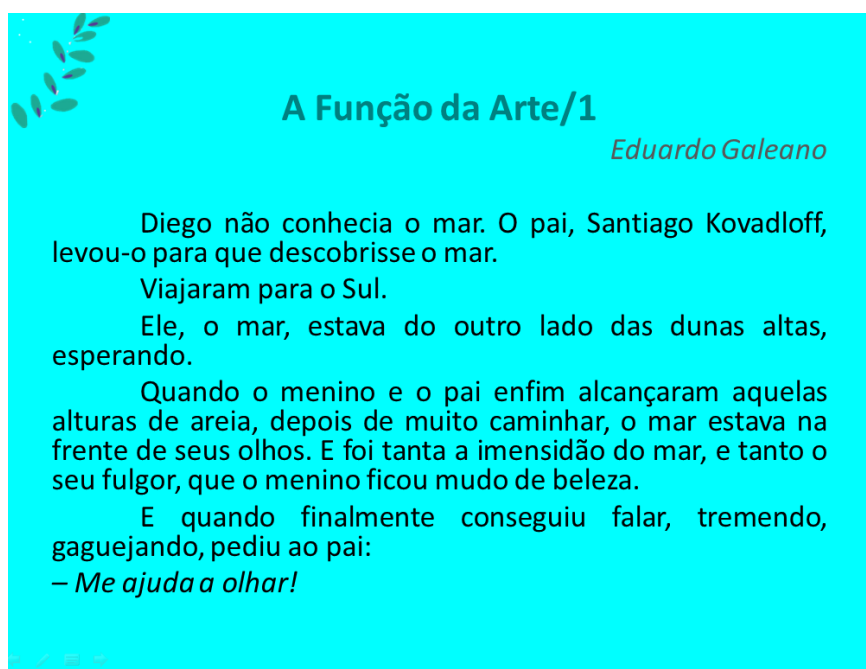 A Função da Arte/1
Eduardo Galeano
Diego não conhecia o mar. O pai, Santiago Kovadloff,
levou-o para que descobrisse o mar.
Viajaram para o Sul.
Ele, o mar, estava do outro lado das dunas altas,
esperando.
Quando o menino e o pai enfim alcançaram aquelas
alturas de areia, depois de muito caminhar, o mar estava na
frente de seus olhos. E foi tanta a imensidão do mar, e tanto o
seu fulgor, que o menino ficou mudo de beleza.
E quando finalmente conseguiu falar, tremendo,
gaguejando, pediu ao pai:
– Me ajuda a olhar!